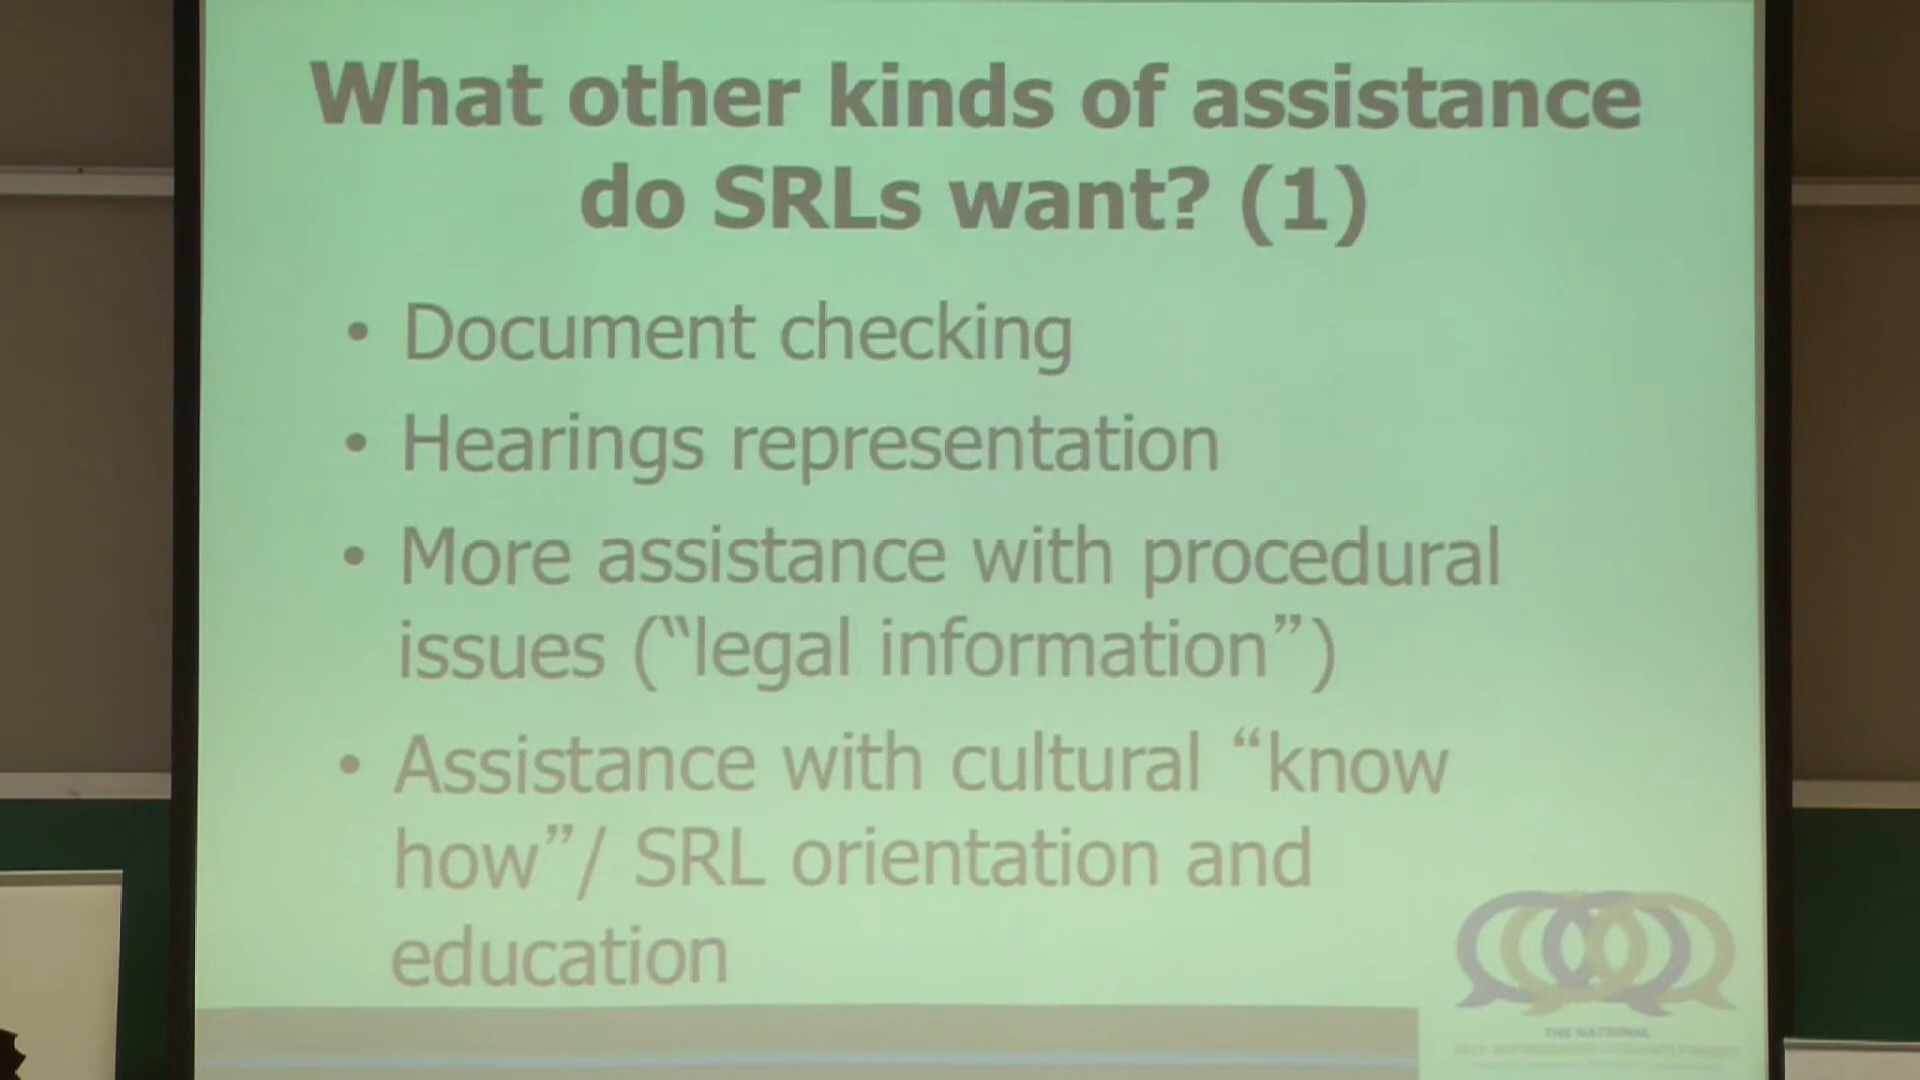 What other kinds of assistance
do SRLs want? (1)
• Document checking
• Hearings representation
• More assistance with procedural
issues (“legal information”)
• Assistance with cultural “know
how”/ SRL orientation and
education
THE NATIONAL